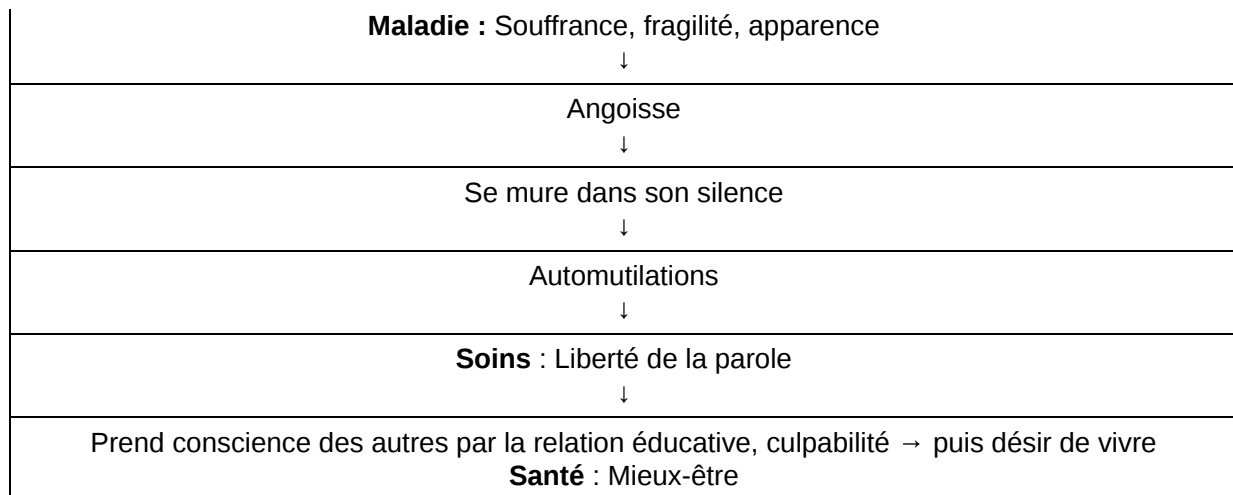 Maladie : Souffrance, fragilité, apparence
↓
Angoisse
↓
Se mure dans son silence
↓
Automutilations
↓
Soins : Liberté de la parole
↓
Prend conscience des autres par la relation éducative, culpabilité → puis désir de vivre
Santé : Mieux-être